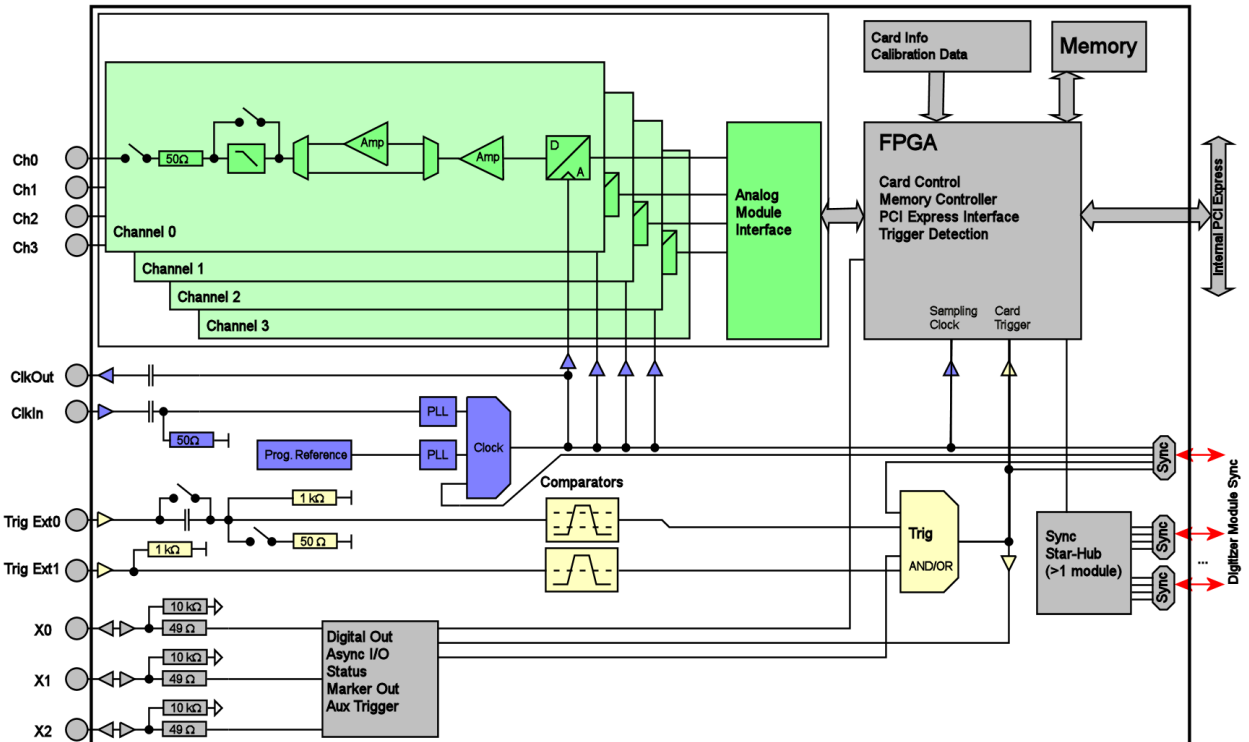 Card Info
Calibration Data
Memory
Ch0
Ch1
Ch2
Ch3
50Ω
Amp
Amp
D
A
Channel 0
Channel 1
Channel 2
Channel 3
Analog
Module
Interface
FPGA
Card Control
Memory Controller
PCI Express Interface
Trigger Detection
Sampling
Clock
Card
Trigger
Internal PCI Express
ClkOut
ClkIn
50Ω
PLL
Prog. Reference
PLL
Clock
Sync
Comparators
Trig Ext0
1 kΩ
50 Ω
Trig Ext1
1 kΩ
Trig
AND/OR
Sync
Star-Hub
(>1 module)
Sync
...
Sync
Digitizer Module Sync
X0
10 kΩ
49 Ω
X1
10 kΩ
49 Ω
X2
10 kΩ
49 Ω
Digital Out
Async I/O
Status
Marker Out
Aux Trigger